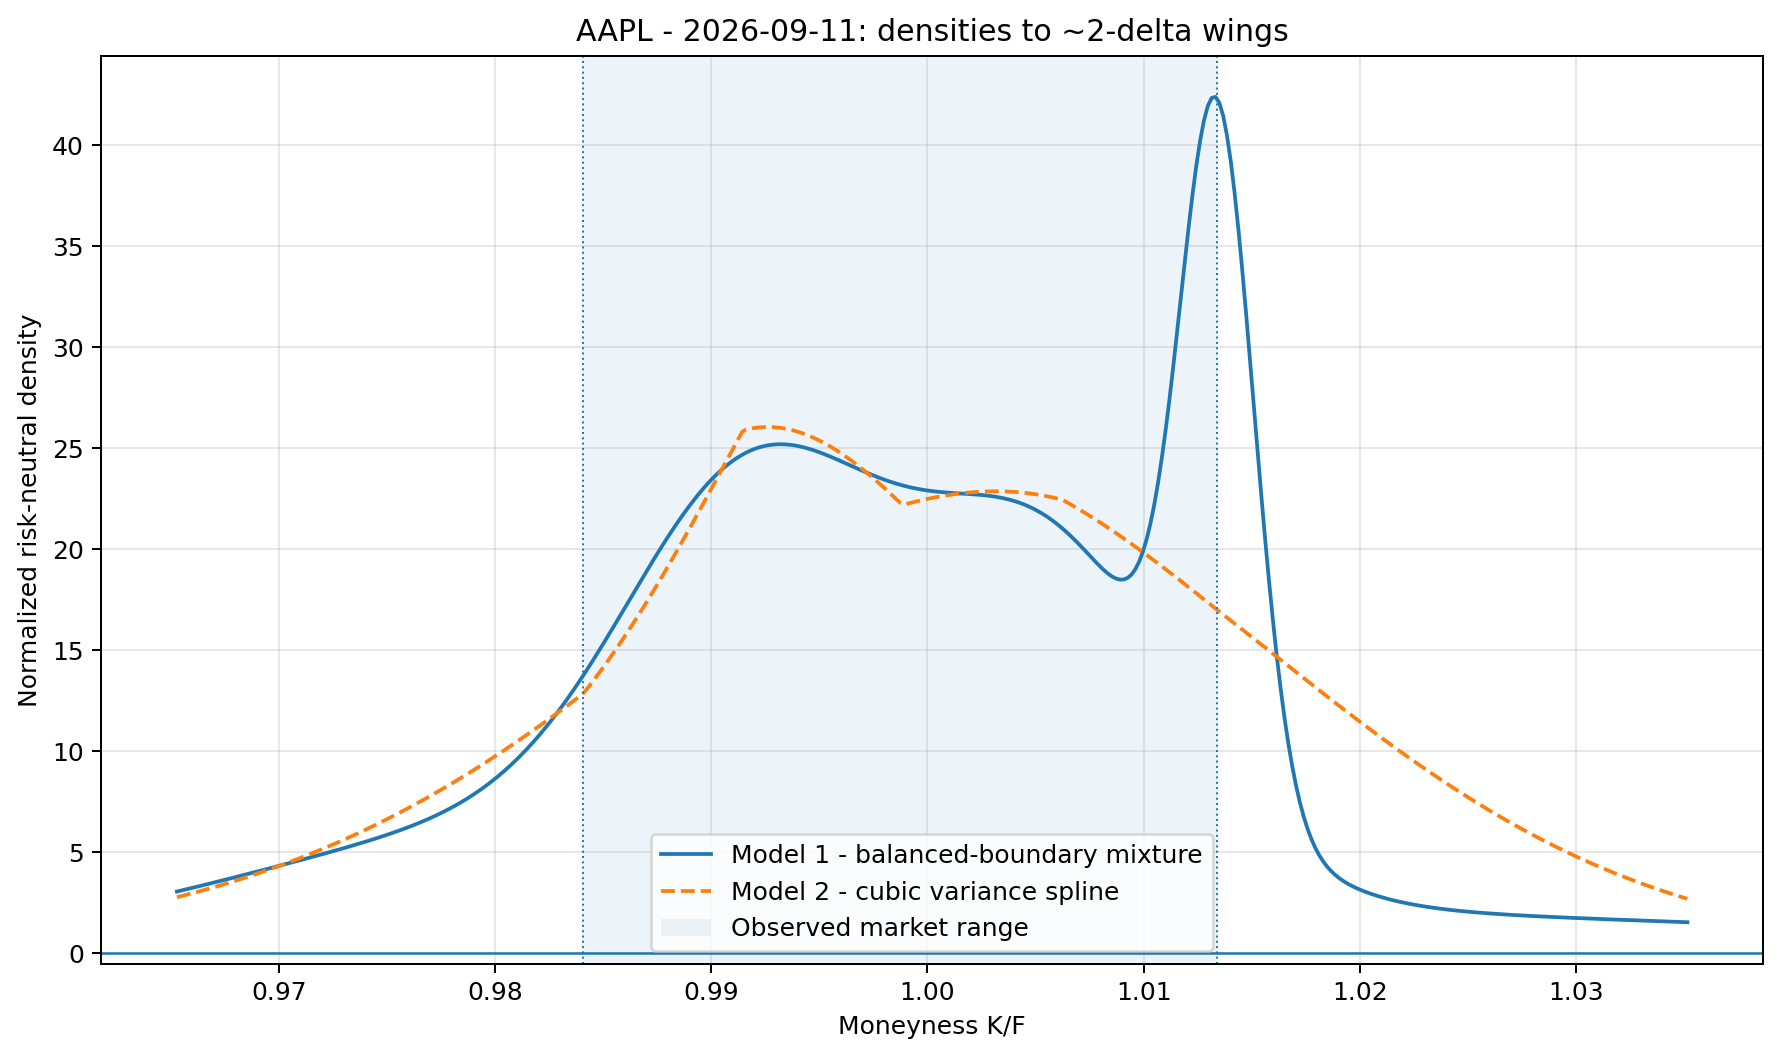 AAPL - 2026-09-11: densities to ~2-delta wings
Normalized risk-neutral density
40
35
30
25
20
15
10
5
0
Model 1 - balanced-boundary mixture
Model 2 - cubic variance spline
Observed market range
0.97 0.98 0.99 1.00 1.01 1.02 1.03
Moneyness K/F